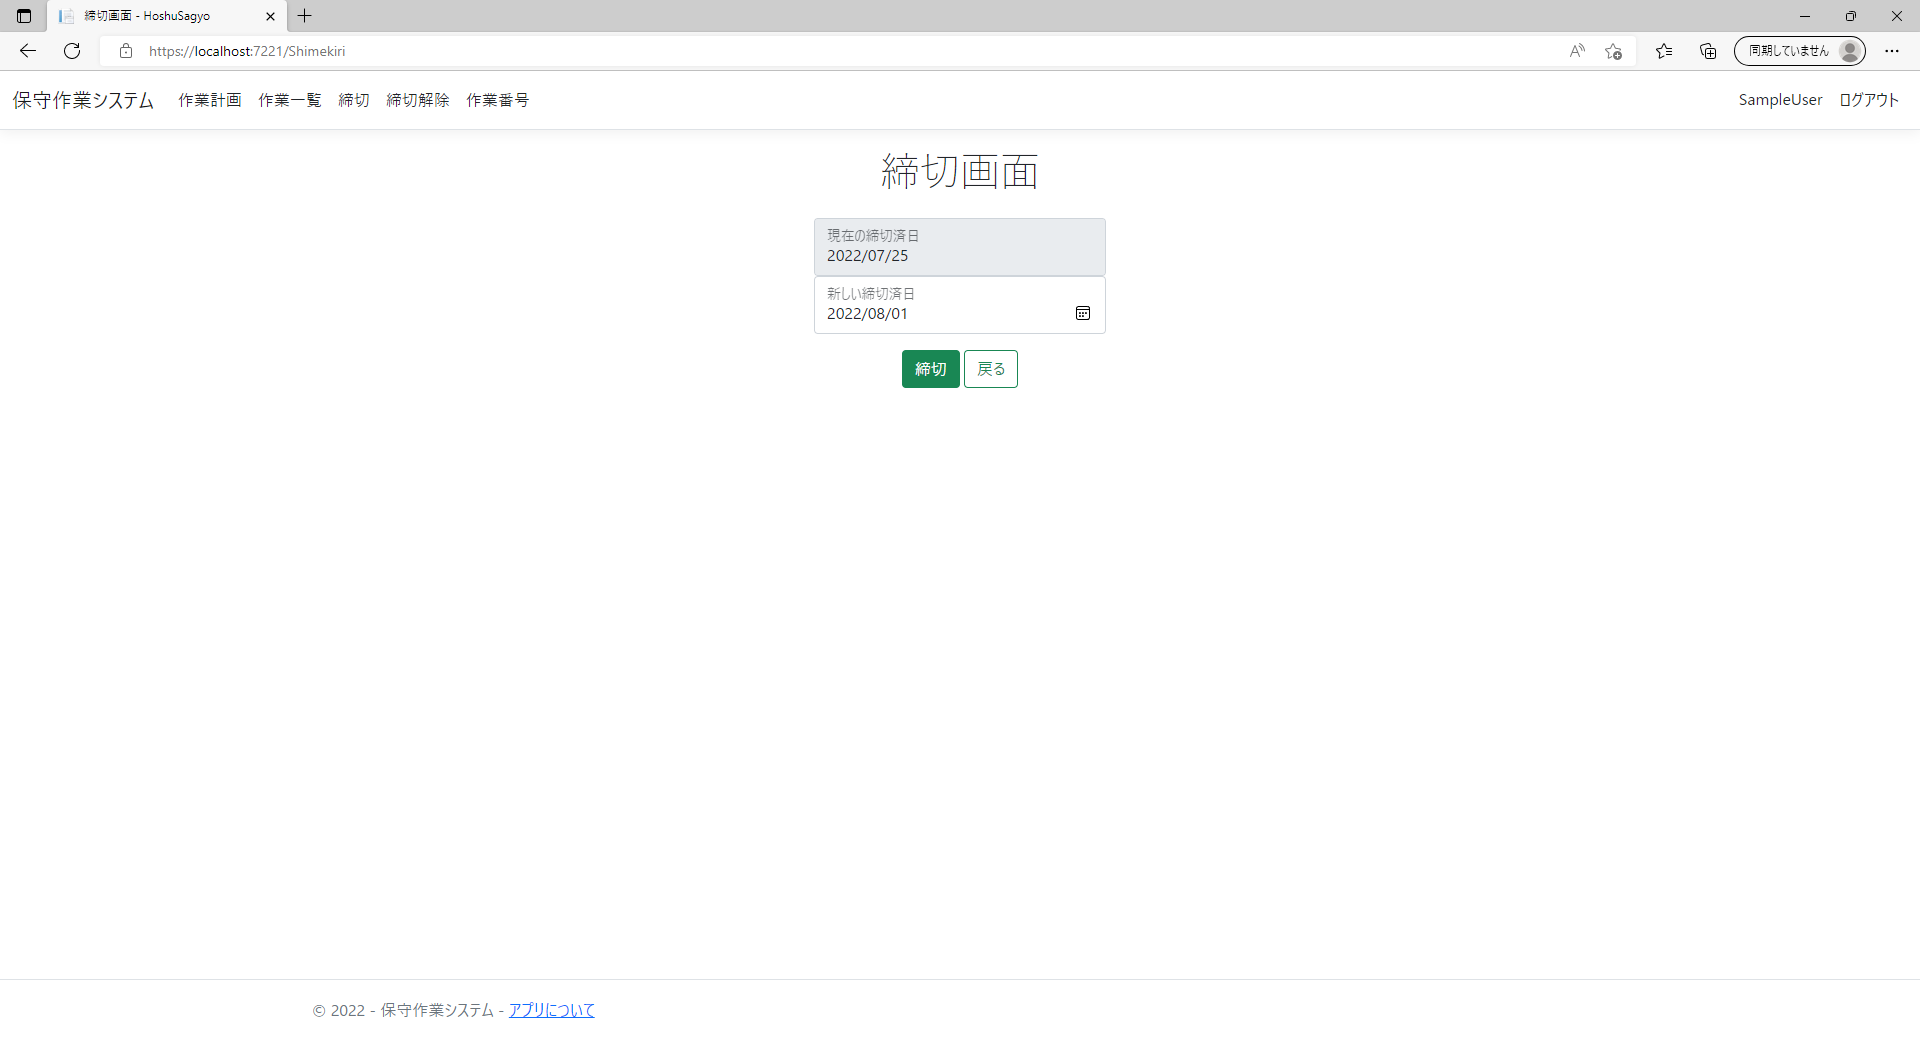 締切画面 - HoshuSagyo
https://localhost:7221/Shimekiri
同期していません
保守作業システム 作業計画 作業一覧 締切 締切解除 作業番号 SampleUser ログアウト
締切画面
現在の締切済日
2022/07/25
新しい締切済日
2022/08/01
締切 戻る
© 2022 - 保守作業システム - アプリについて